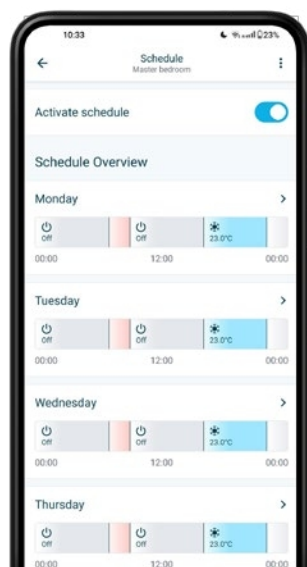 10:33
23%
Schedule
Master bedroom
Activate schedule
Schedule Overview
Monday
Off Off 23.0°C
00:00 12:00 00:00
Tuesday
Off Off 23.0°C
00:00 12:00 00:00
Wednesday
Off Off 23.0°C
00:00 12:00 00:00
Thursday
Off Off 23.0°C
00:00 12:00 00:00